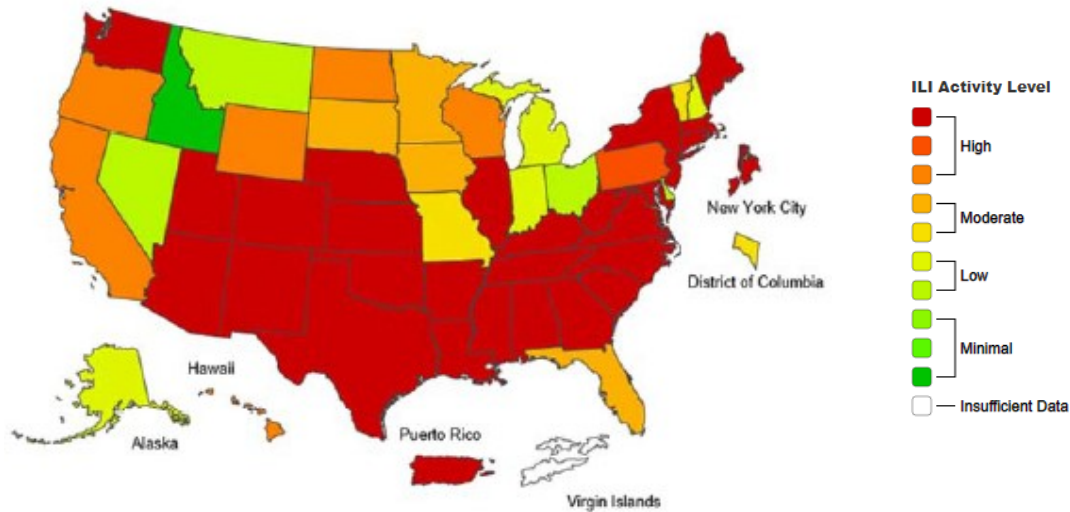 ILI Activity Level
High
Moderate
Low
Minimal
Insufficient Data
New York City
District of Columbia
Hawaii
Alaska
Puerto Rico
Virgin Islands